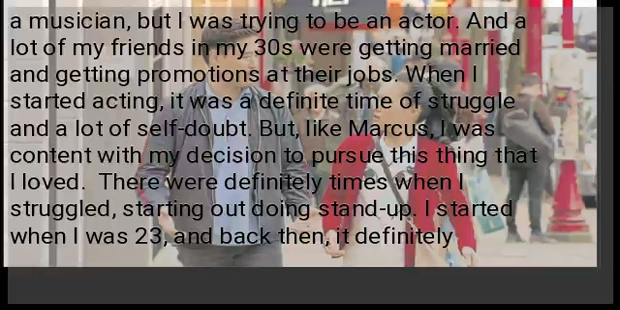 a musician, but I was trying to be an actor. And a
lot of my friends in my 30s were getting married
and getting promotions at their jobs. When I
started acting, it was a definite time of struggle
and a lot of self-doubt. But, like Marcus, I was
content with my decision to pursue this thing that
I loved.  There were definitely times when I
struggled, starting out doing stand-up. I started
when I was 23, and back then, it definitely